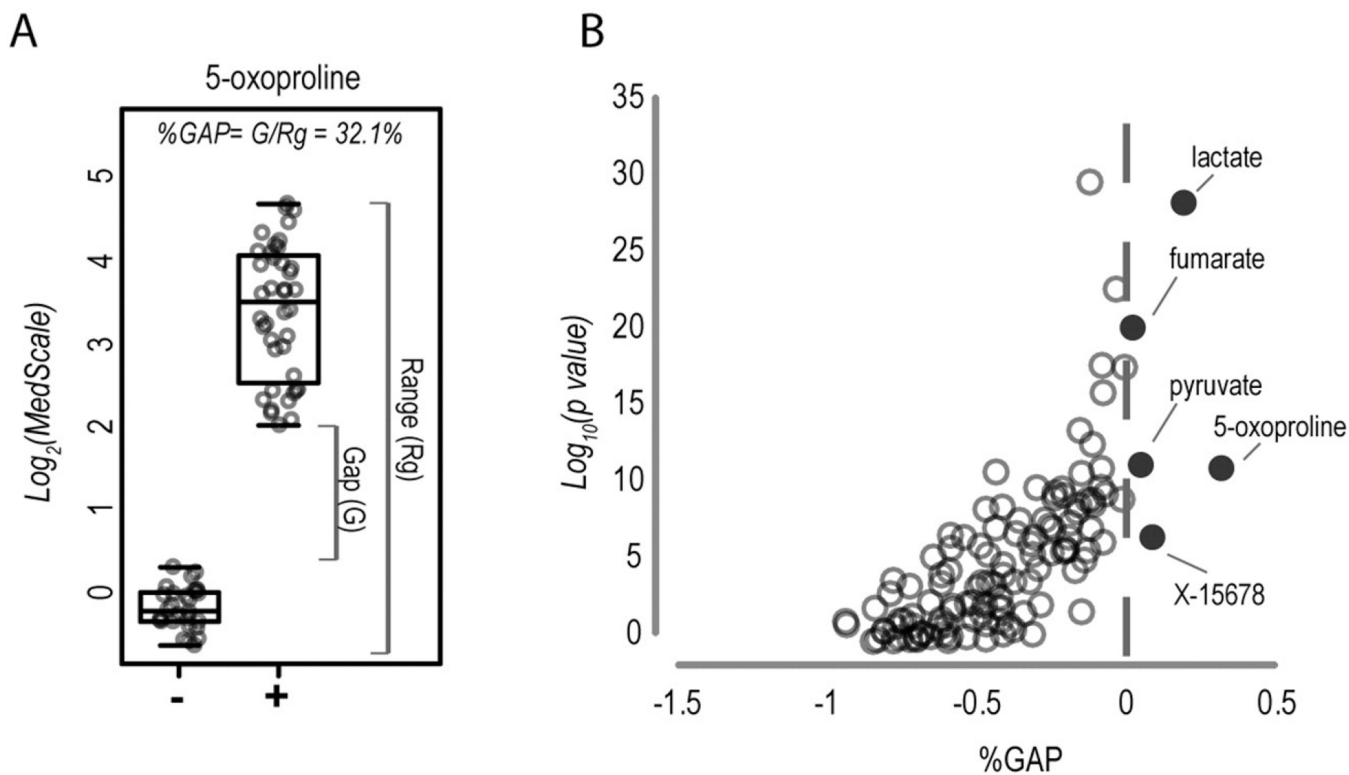 A
5-oxoproline
%GAP= G/Rg = 32.1%
Log2(MedScale)
5
4
3
2
1
0
Range (Rg)
Gap (G)
-
+
B
Log10(p value)
35
30
25
20
15
10
5
0
lactate
fumarate
pyruvate
5-oxoproline
X-15678
-1.5
-1
-0.5
0
0.5
%GAP